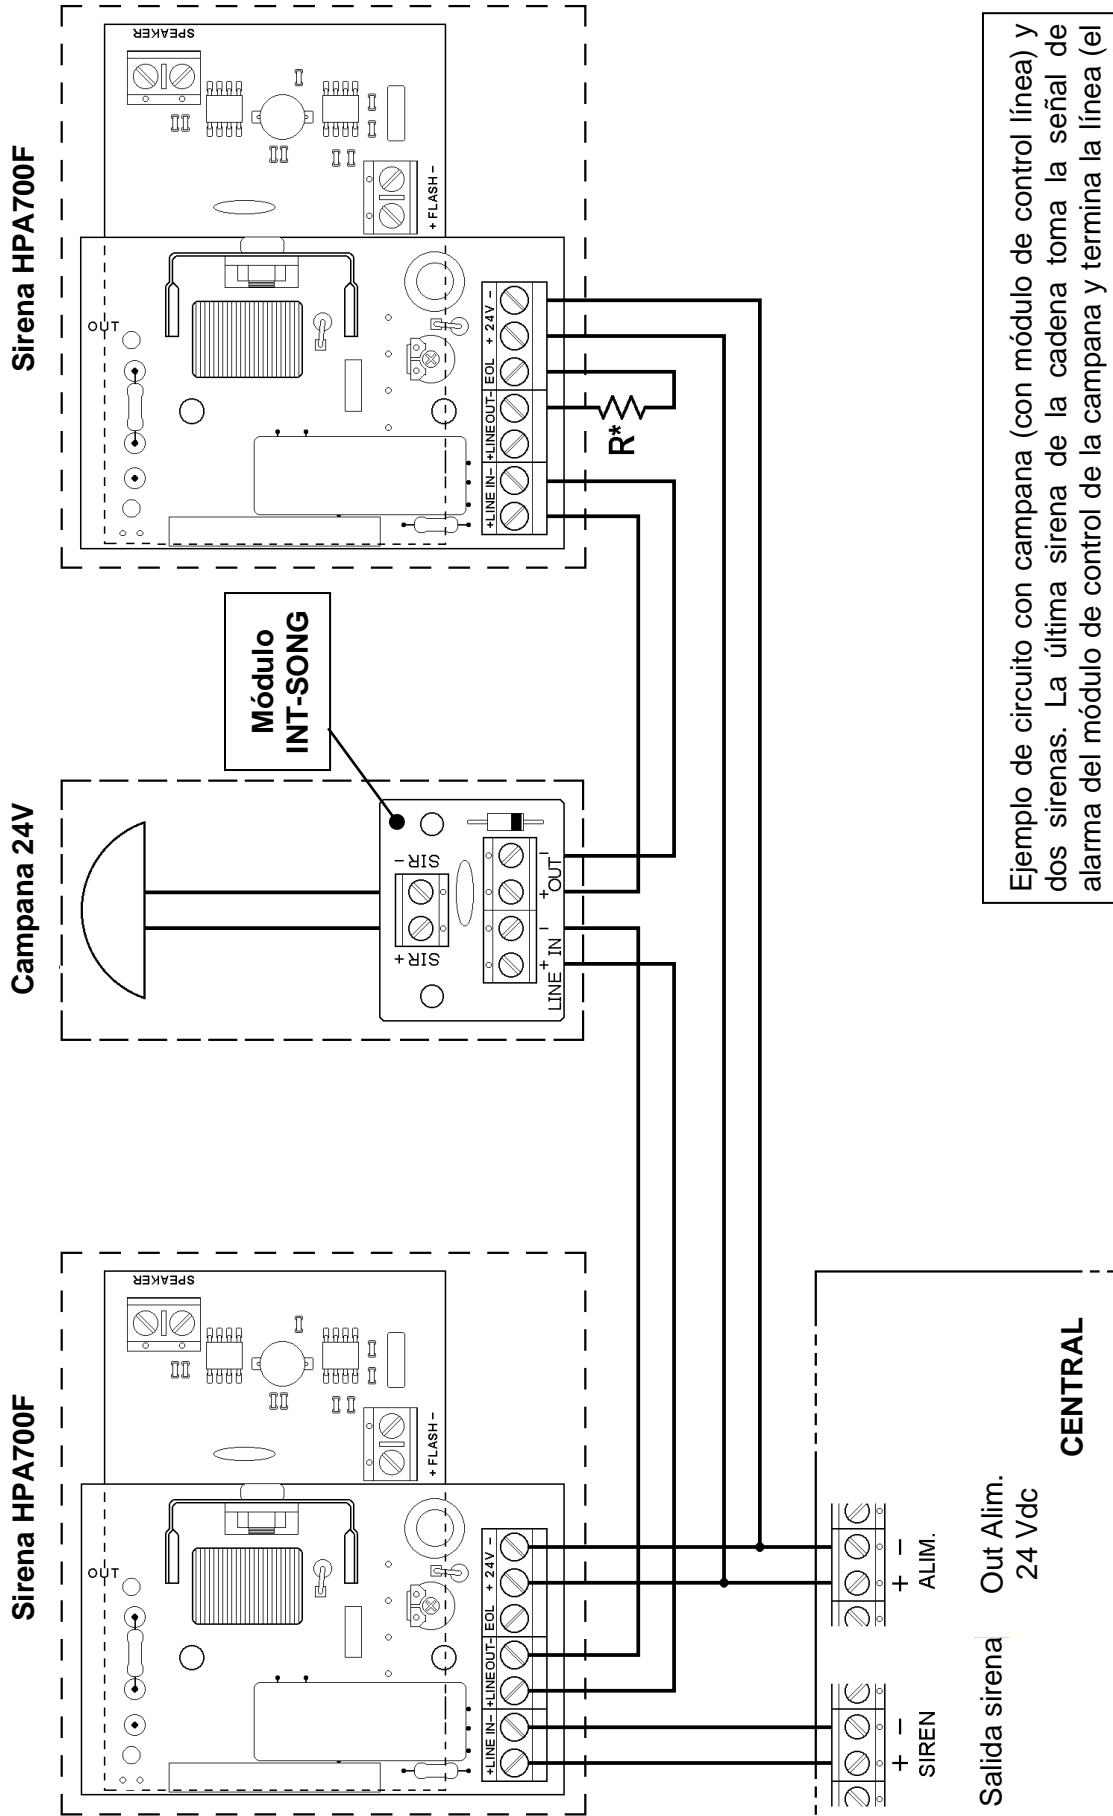 Sirena HPA700F
Campana 24V
Sirena HPA700F
SPEAKER
OUT
+ FLASH -
+LINE IN-
+LINE OUT-
EOL
+ 24V -
SIR+
SIR-
LINE
+ IN -
+ OUT -
Módulo
INT-SONG
SPEAKER
OUT
+ FLASH -
+LINE IN-
+LINE OUT-
EOL
+ 24V -
R*
+ -
SIREN
+ -
ALIM.
Salida sirena
Out Alim.
24 Vdc
CENTRAL
Ejemplo de circuito con campana (con módulo de control línea) y
dos sirenas. La última sirena de la cadena toma la señal de
alarma del módulo de control de la campana y termina la línea (el